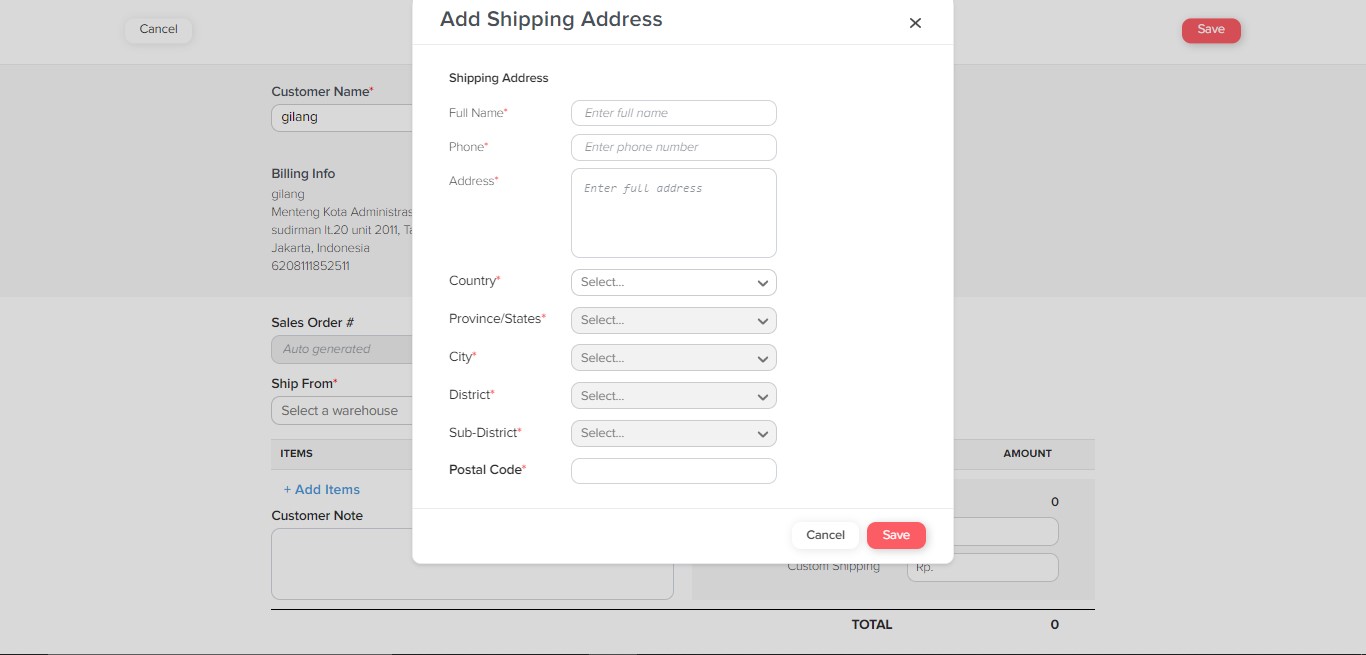 Add Shipping Address
Cancel
Save
Shipping Address
Full Name*
Enter full name
Phone*
Enter phone number
Address*
Enter full address
Country*
Select...
Province/States*
Select...
City*
Select...
District*
Select...
Sub-District*
Select...
Postal Code*
Cancel
Save
Customer Name*
gilang
Billing Info
gilang
Menteng Kota Administras
sudirman lt.20 unit 2011, Ta
Jakarta, Indonesia
6208111852511
Sales Order #
Auto generated
Ship From*
Select a warehouse
ITEMS
AMOUNT
+ Add Items
0
Customer Note
Custom Shipping
Rp.
TOTAL
0